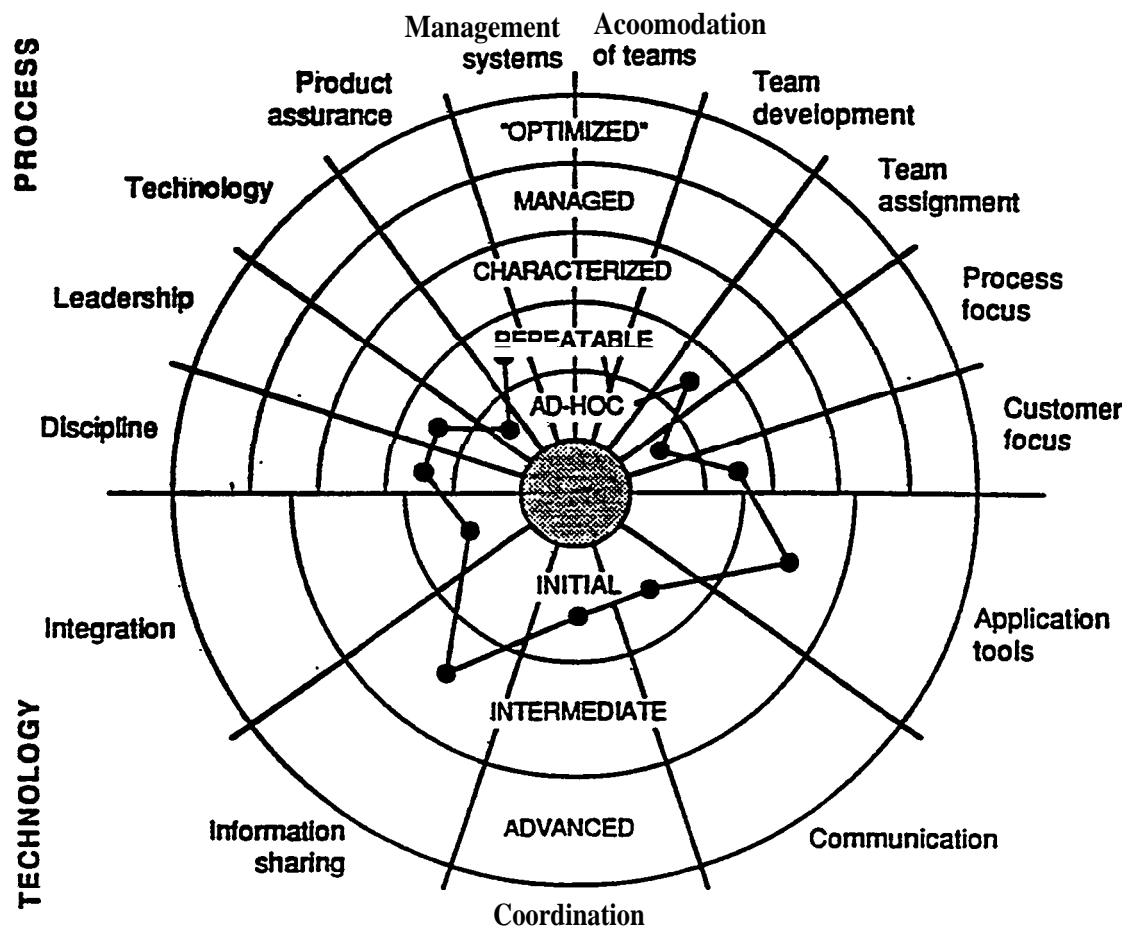 PROCESS
Management
systems
Acoomodation
of teams
Product
assurance
Team
development
Technology
Team
assignment
Leadership
Process
focus
Discipline
Customer
focus
"OPTIMIZED"
MANAGED
CHARACTERIZED
REPEATABLE
AD-HOC
INITIAL
INTERMEDIATE
ADVANCED
Integration
Application
tools
Information
sharing
Communication
Coordination
TECHNOLOGY